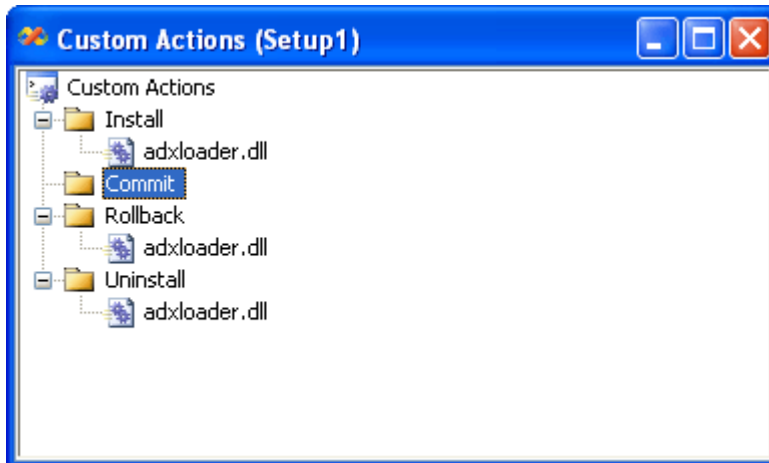 Custom Actions (Setup1)
Custom Actions
Install
adxloader.dll
Commit
Rollback
adxloader.dll
Uninstall
adxloader.dll